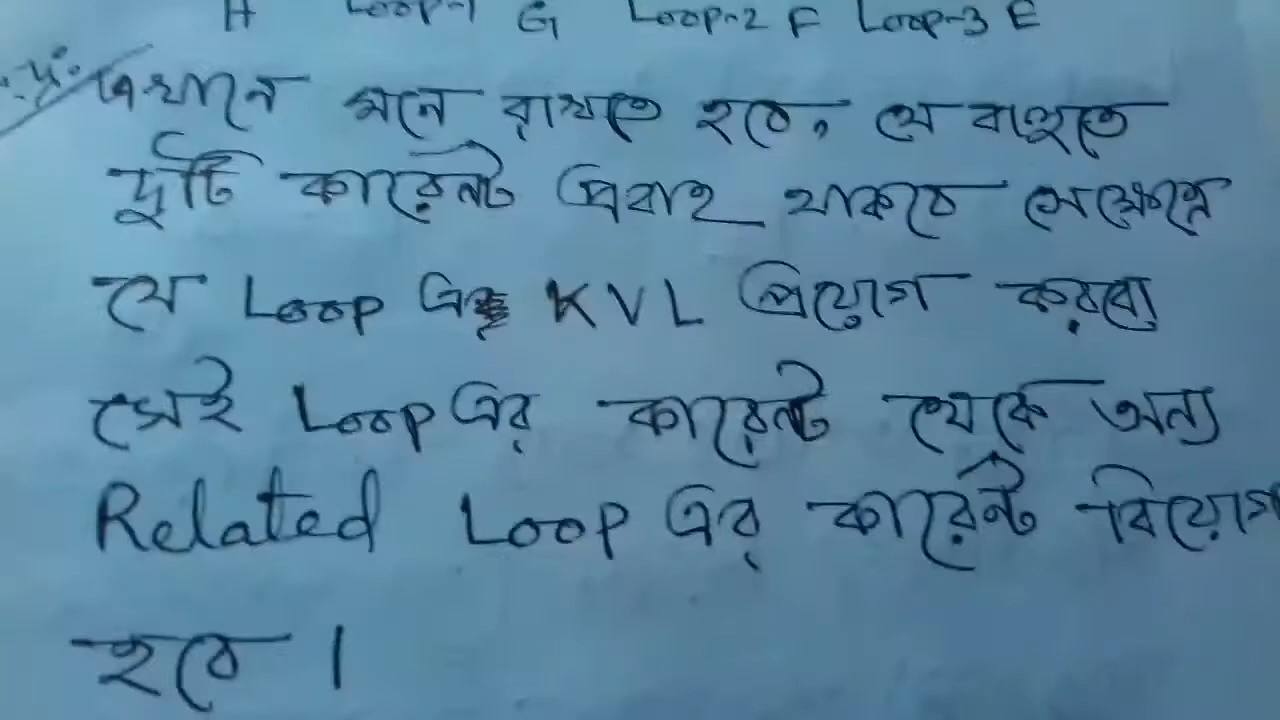 H Loop-1 G Loop-2 F Loop-3 E
এখানে মনে রাখতে হবে, যে বাহুতে
দুটি কারেন্ট প্রবাহ থাকবে সেক্ষেত্রে
যে Loop এ KVL প্রয়োগ করবো
সেই Loop এর কারেন্ট থেকে অন্য
Related Loop এর কারেন্ট বিয়োগ
হবে।